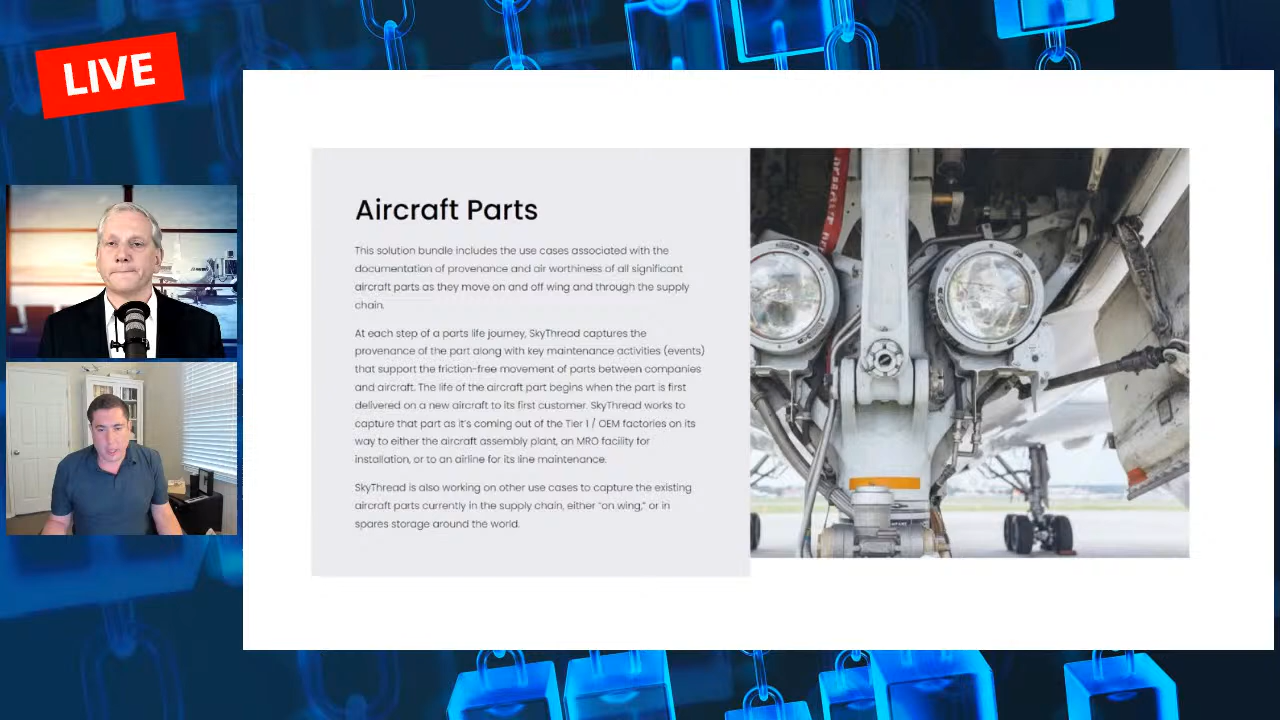 LIVE
Aircraft Parts
This solution bundle includes the use cases associated with the
documentation of provenance and air worthiness of all significant
aircraft parts as they move on and off wing and through the supply
chain.
At each step of a parts life journey, SkyThread captures the
provenance of the part along with key maintenance activities (events)
that support the friction-free movement of parts between companies
and aircraft. The life of the aircraft part begins when the part is first
delivered on a new aircraft to its first customer. SkyThread works to
capture that part as it's coming out of the Tier 1 / OEM factories on its
way to either the aircraft assembly plant, an MRO facility for
installation, or to an airline for its line maintenance.
SkyThread is also working on other use cases to capture the existing
aircraft parts currently in the supply chain, either "on wing," or in
spares storage around the world.